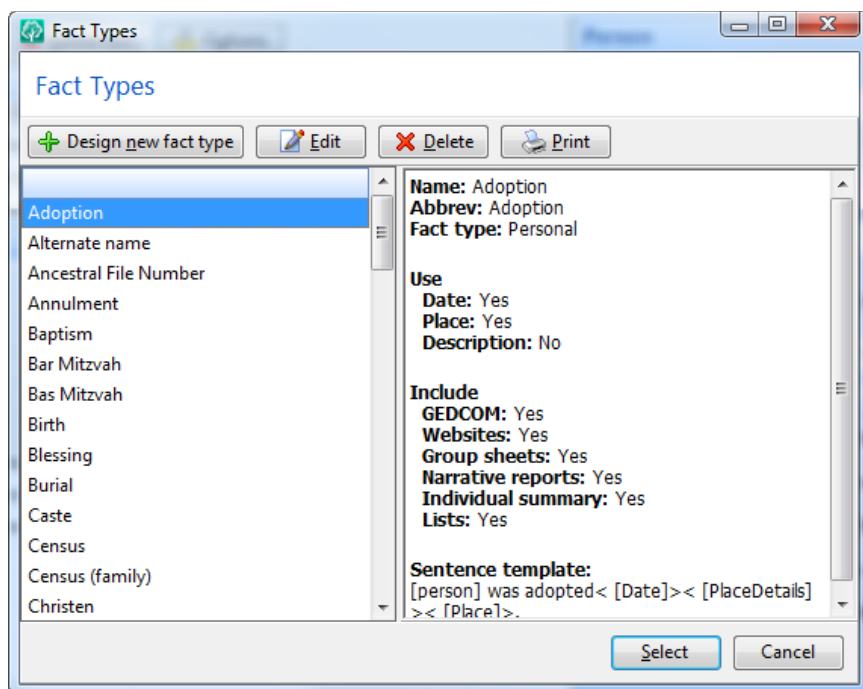 Fact Types
Fact Types
Design new fact type
Edit
Delete
Print
Adoption
Alternate name
Ancestral File Number
Annulment
Baptism
Bar Mitzvah
Bas Mitzvah
Birth
Blessing
Burial
Caste
Census
Census (family)
Christen
Name: Adoption
Abbrev: Adoption
Fact type: Personal
Use
Date: Yes
Place: Yes
Description: No
Include
GEDCOM: Yes
Websites: Yes
Group sheets: Yes
Narrative reports: Yes
Individual summary: Yes
Lists: Yes
Sentence template:
[person] was adopted< [Date]>< [PlaceDetails]
>< [Place]>.
Select
Cancel